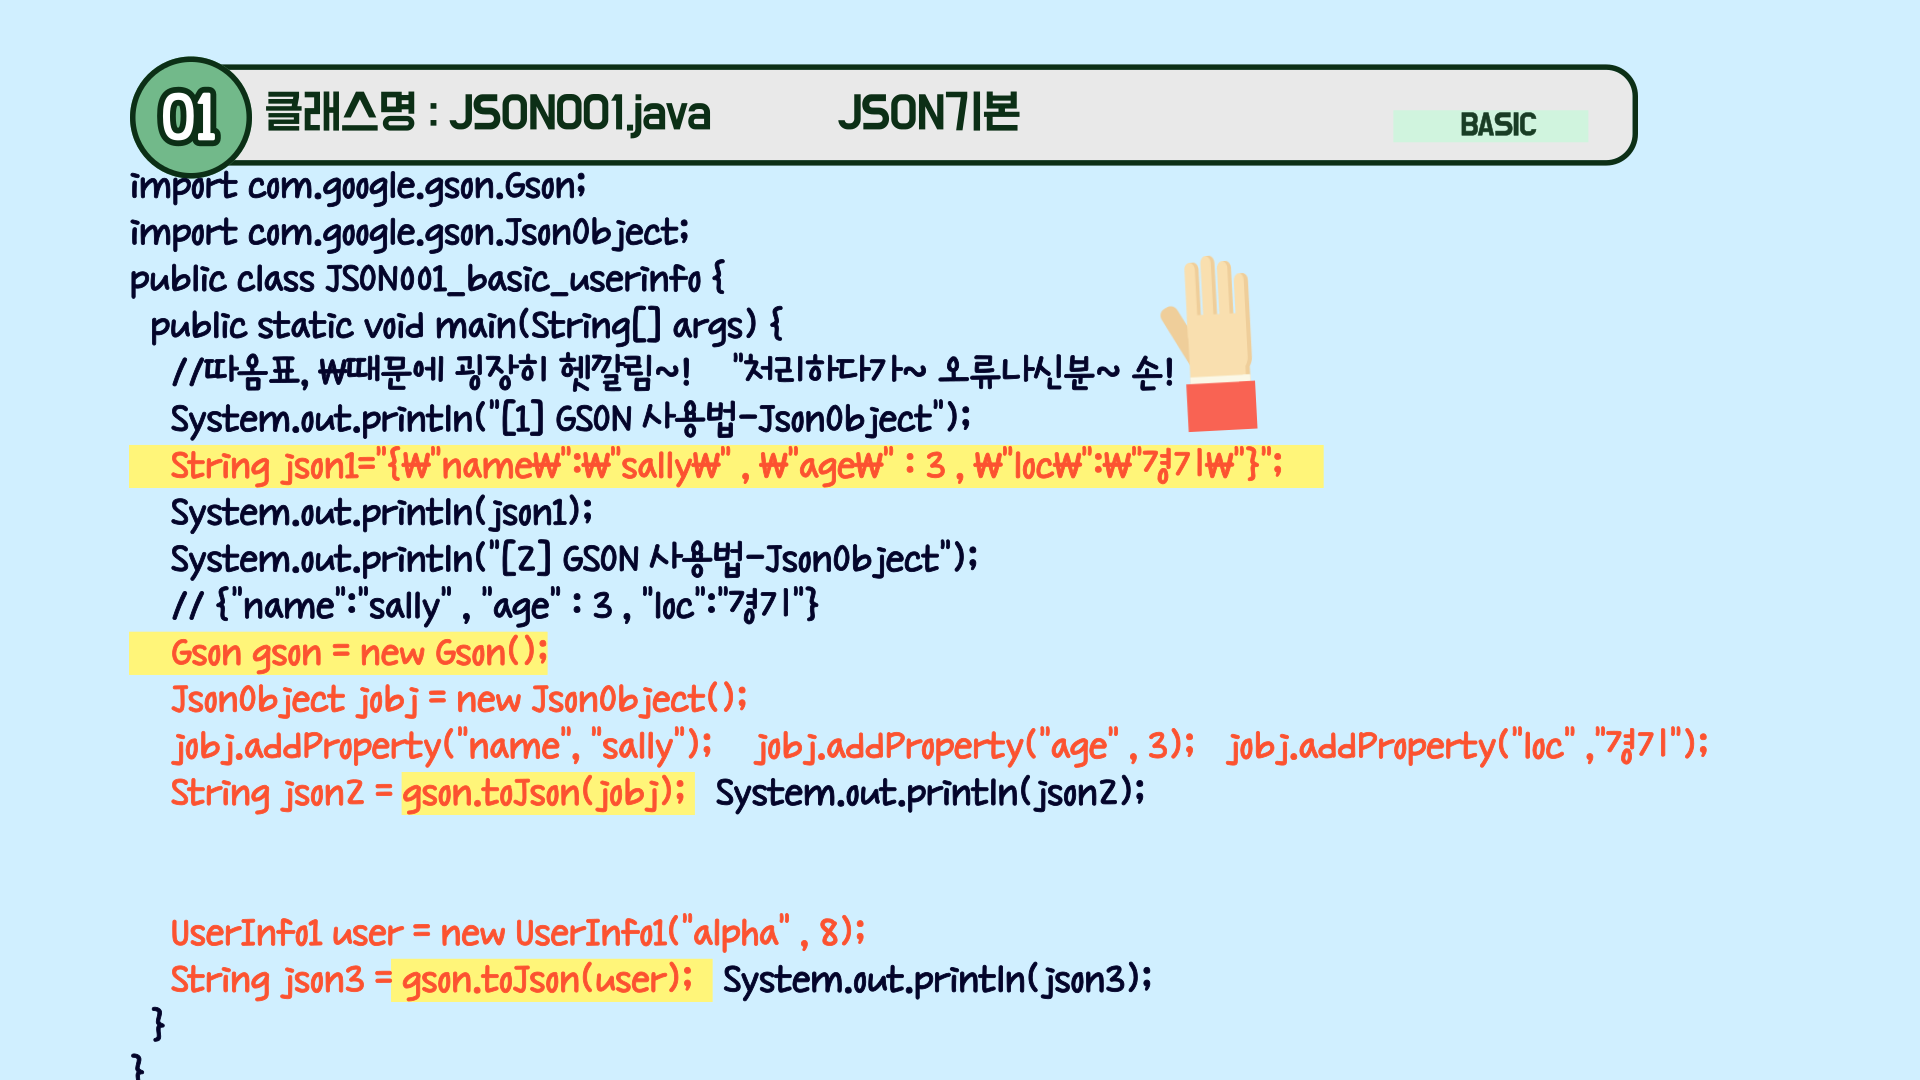 01 클래스명 : JSON001.java JSON기본 BASIC
import com.google.gson.Gson;
import com.google.gson.JsonObject;
public class JSON001_basic_userinfo {
public static void main(String[] args) {
//따옴표, ₩때문에 굉장히 헷깔림~! "처리하다가~ 오류나신분~ 손!
System.out.println("[1] GSON 사용법-JsonObject");
String json1="{₩"name₩":₩"sally₩" , ₩"age₩" : 3 , ₩"loc₩":₩"경기₩"}";
System.out.println(json1);
System.out.println("[2] GSON 사용법-JsonObject");
// {"name":"sally" , "age" : 3 , "loc":"경기"}
Gson gson = new Gson();
JsonObject jobj = new JsonObject();
jobj.addProperty("name", "sally"); jobj.addProperty("age" , 3); jobj.addProperty("loc" ,"경기");
String json2 = gson.toJson(jobj); System.out.println(json2);
UserInfo1 user = new UserInfo1("alpha" , 8);
String json3 = gson.toJson(user); System.out.println(json3);
}
}